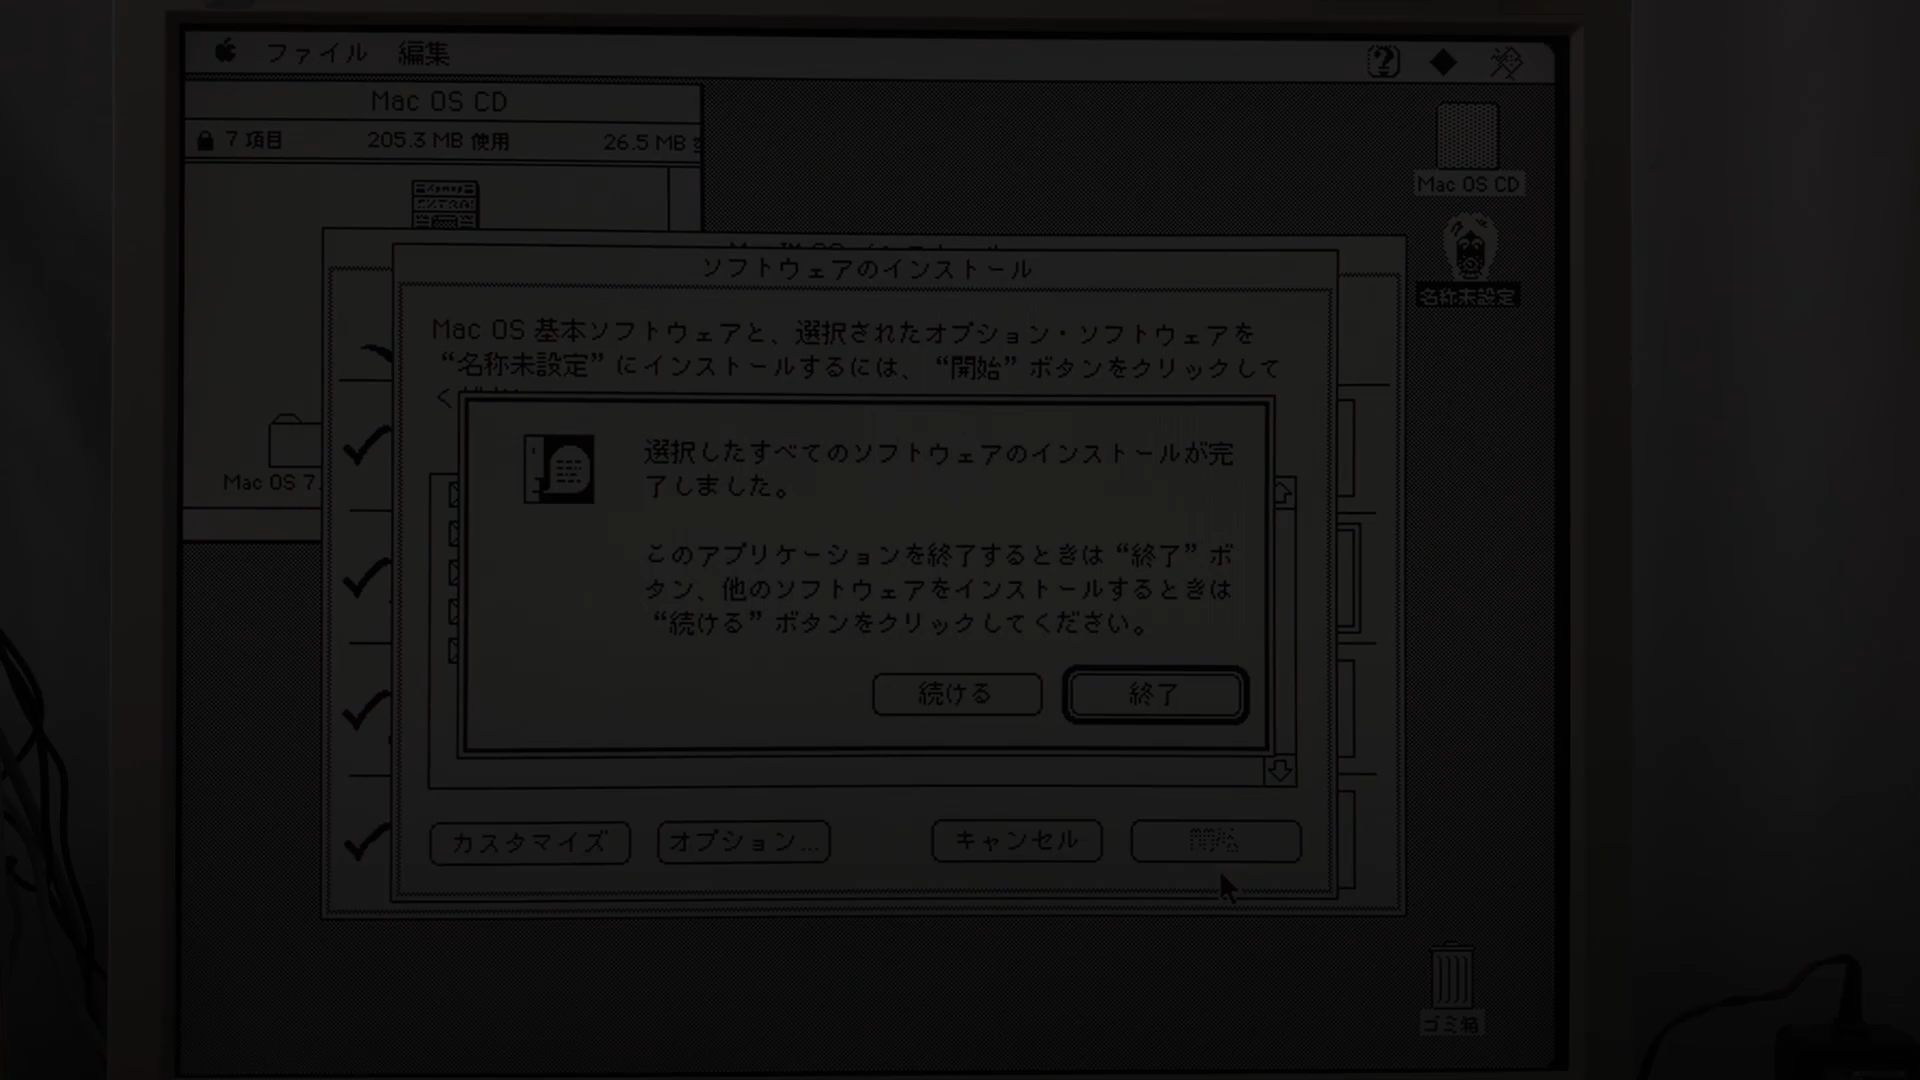 ファイル 編集
Mac OS CD
7 項目 205.3 MB 使用 26.5 MB
Mac OS CD
名称未設定
ソフトウェアのインストール
Mac OS 基本ソフトウェアと、選択されたオプション・ソフトウェアを
“名称未設定” にインストールするには、“開始” ボタンをクリックして
選択したすべてのソフトウェアのインストールが完
了しました。
このアプリケーションを終了するときは “終了” ボ
タン、他のソフトウェアをインストールするときは
“続ける” ボタンをクリックしてください。
続ける 終了
Mac OS 7.
カスタマイズ オプション... キャンセル 開始
ゴミ箱